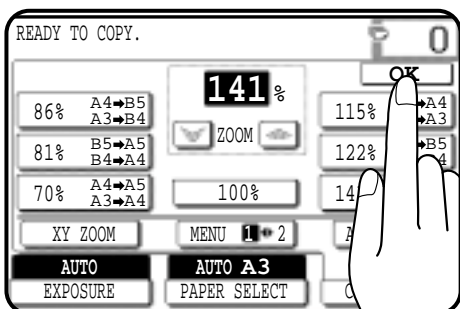 READY TO COPY.
0
OK
141%
86% A4➡B5
A3➡B4
ZOOM
115% ➡A4
➡A3
81% B5➡A5
B4➡A4
122% ➡B5
4
70% A4➡A5
A3➡A4
100%
14
XY ZOOM
MENU 1 2
A
AUTO
AUTO A3
EXPOSURE
PAPER SELECT
C